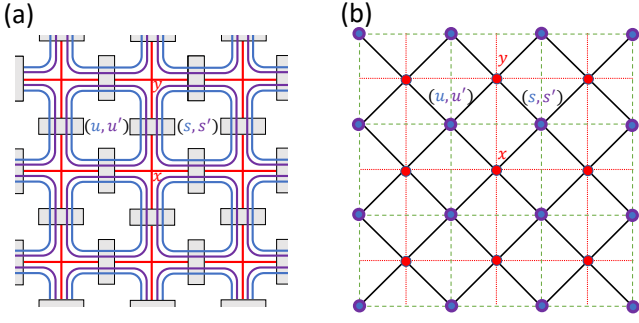 (a)
(b)
y
(u, u′) (s, s′)
x
y
(u, u′) (s, s′)
x